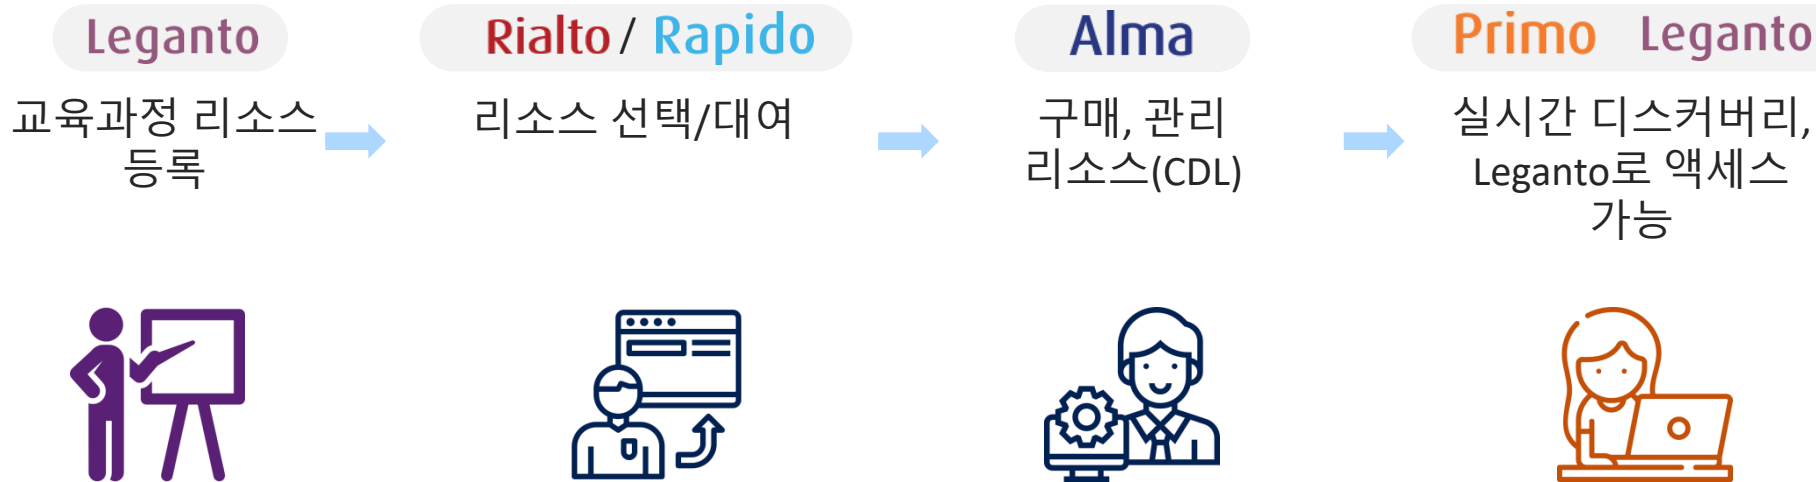 Leganto
교육과정 리소스
등록
Rialto / Rapido
리소스 선택/대여
Alma
구매, 관리
리소스(CDL)
Primo Leganto
실시간 디스커버리,
Leganto로 액세스
가능